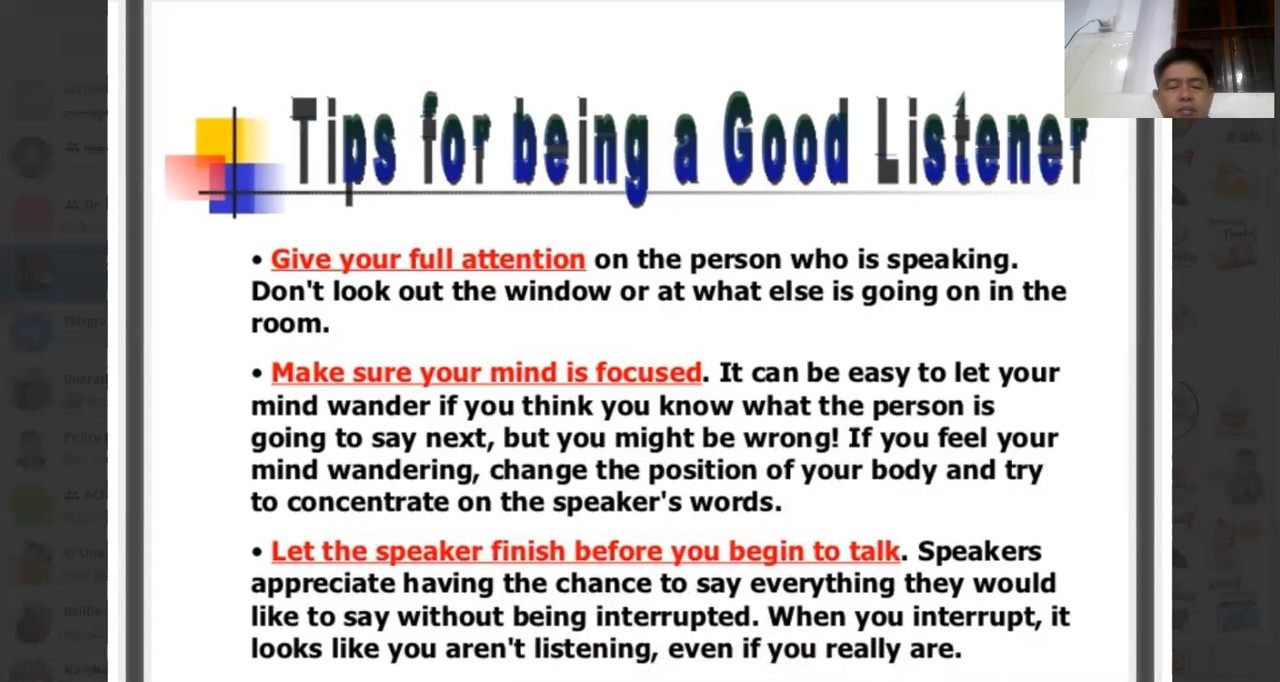 Tips for being a Good Listener
• Give your full attention on the person who is speaking.
Don't look out the window or at what else is going on in the
room.
• Make sure your mind is focused. It can be easy to let your
mind wander if you think you know what the person is
going to say next, but you might be wrong! If you feel your
mind wandering, change the position of your body and try
to concentrate on the speaker's words.
• Let the speaker finish before you begin to talk. Speakers
appreciate having the chance to say everything they would
like to say without being interrupted. When you interrupt, it
looks like you aren't listening, even if you really are.